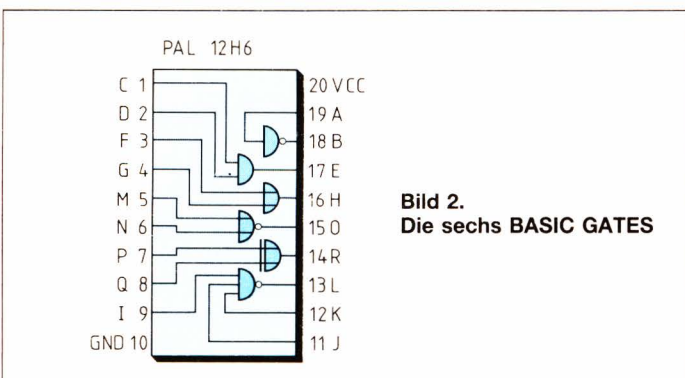 PAL 12H6
C 1
D 2
F 3
G 4
M 5
N 6
P 7
Q 8
I 9
GND 10
20 VCC
19 A
18 B
17 E
16 H
15 O
14 R
13 L
12 K
11 J
Bild 2.
Die sechs BASIC GATES